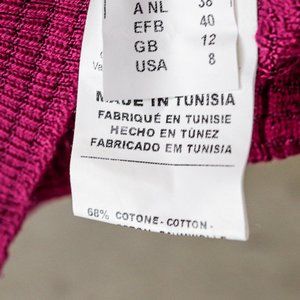 A NL 38
EFB 40
GB 12
USA 8
MADE IN TUNISIA
FABRIQUÉ EN TUNISIE
HECHO EN TÚNEZ
FABRICADO EM TUNISIA
68% COTONE - COTTON -